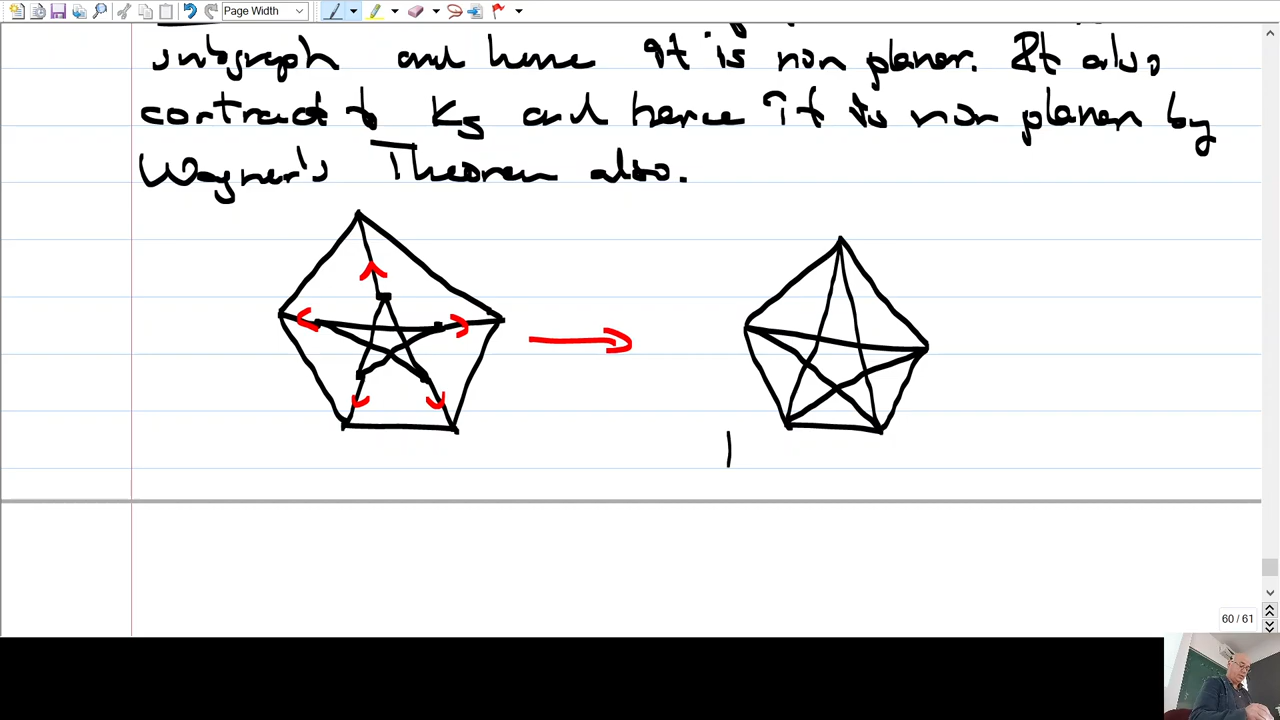 Page Width
subgraph and hence it is non planar. It also
contract to K5 and hence it is non planar by
Wagner's Theorem also.
60 / 61